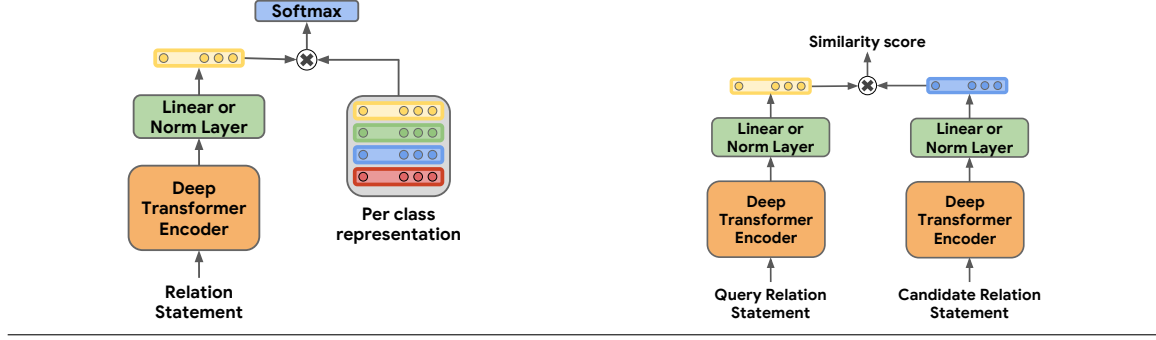 Softmax
Linear or
Norm Layer
Deep
Transformer
Encoder
Relation
Statement
Per class
representation
Similarity score
Linear or
Norm Layer
Deep
Transformer
Encoder
Query Relation
Statement
Linear or
Norm Layer
Deep
Transformer
Encoder
Candidate Relation
Statement